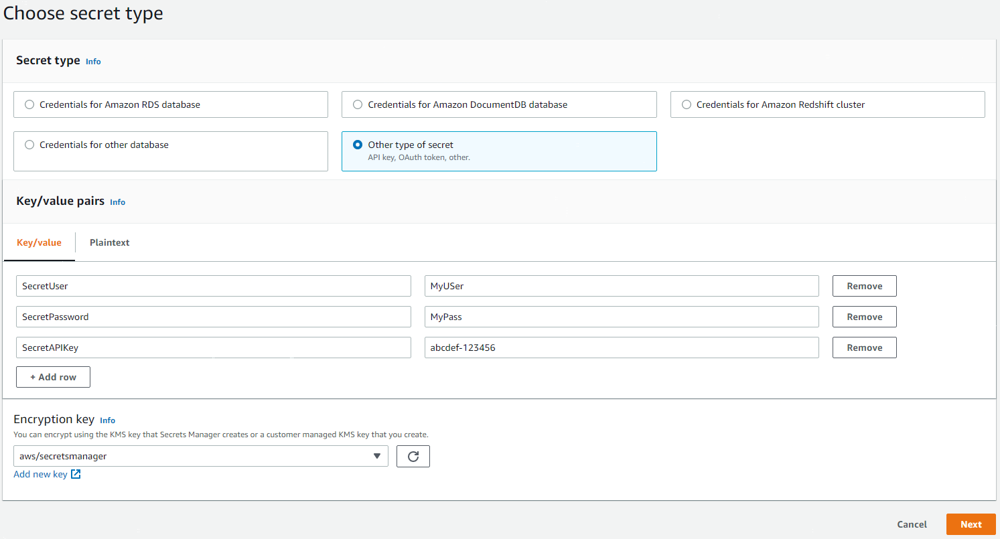 Choose secret type
Secret type Info
Credentials for Amazon RDS database
Credentials for Amazon DocumentDB database
Credentials for Amazon Redshift cluster
Credentials for other database
Other type of secret
API key, OAuth token, other.
Key/value pairs Info
Key/value Plaintext
SecretUser MyUSer Remove
SecretPassword MyPass Remove
SecretAPIKey abcdef-123456 Remove
+ Add row
Encryption key Info
You can encrypt using the KMS key that Secrets Manager creates or a customer managed KMS key that you create.
aws/secretsmanager
Add new key
Cancel Next